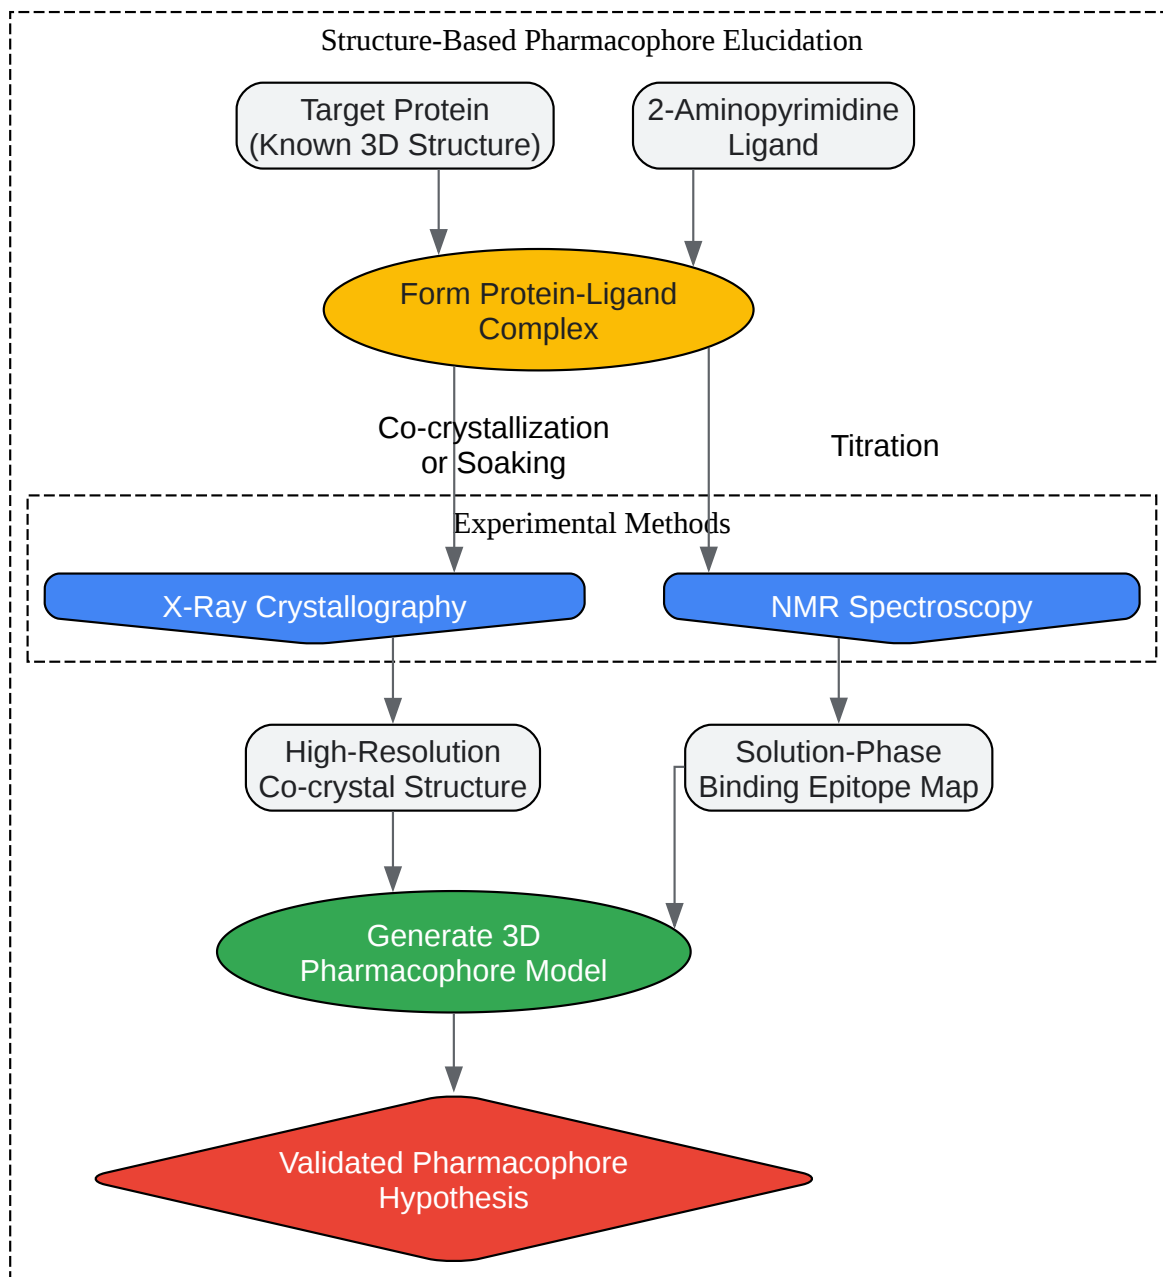 Structure-Based Pharmacophore Elucidation
Target Protein
(Known 3D Structure)
2-Aminopyrimidine
Ligand
Form Protein-Ligand
Complex
Co-crystallization
or Soaking
Titration
Experimental Methods
X-Ray Crystallography
NMR Spectroscopy
High-Resolution
Co-crystal Structure
Solution-Phase
Binding Epitope Map
Generate 3D
Pharmacophore Model
Validated Pharmacophore
Hypothesis